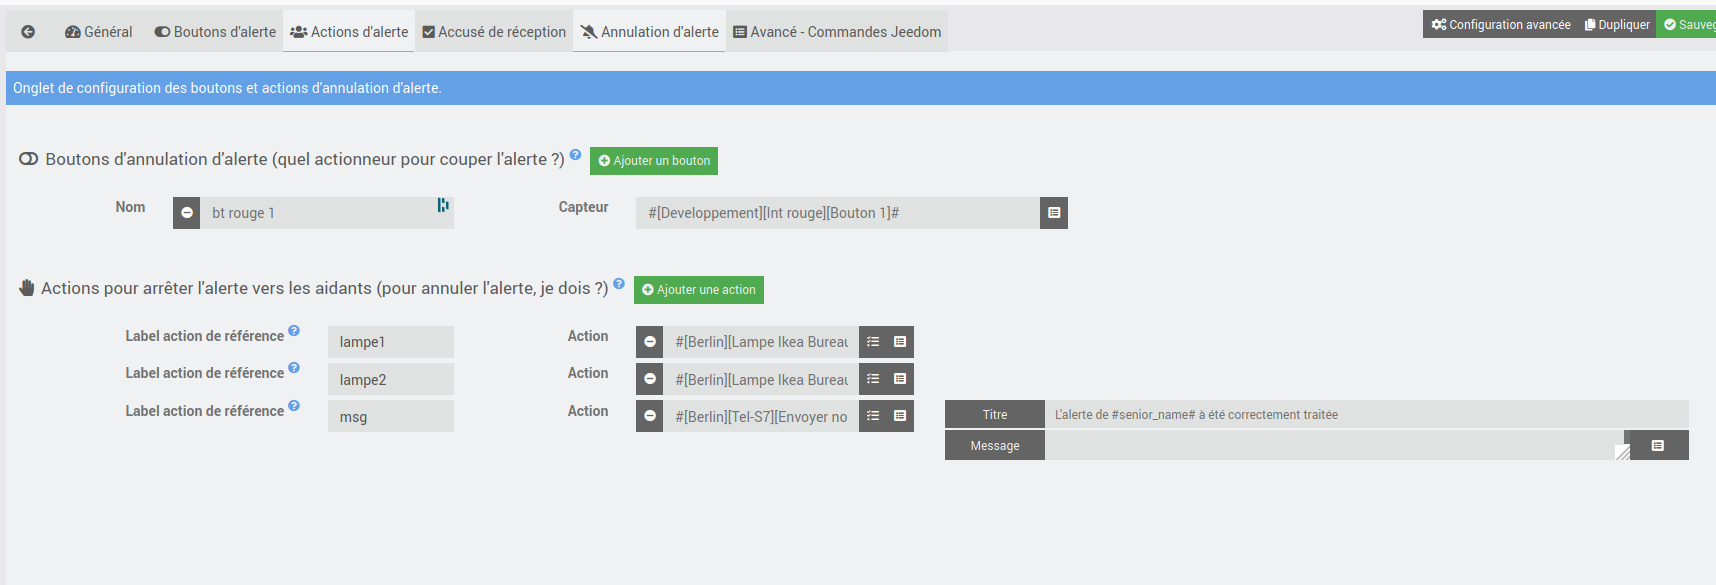 Général Boutons d'alerte Actions d'alerte Accusé de réception Annulation d'alerte Avancé - Commandes Jeedom Configuration avancée Dupliquer Sauveg
Onglet de configuration des boutons et actions d'annulation d'alerte.
Boutons d'annulation d'alerte (quel actionneur pour couper l'alerte ?) ? Ajouter un bouton
Nom bt rouge 1 Capteur #[Developpement][Int rouge][Bouton 1]#
Actions pour arrêter l'alerte vers les aidants (pour annuler l'alerte, je dois ?) ? Ajouter une action
Label action de référence ? lampe1 Action #[Berlin][Lampe Ikea Bureau
Label action de référence ? lampe2 Action #[Berlin][Lampe Ikea Bureau
Label action de référence ? msg Action #[Berlin][Tel-S7][Envoyer no Titre L'alerte de #senior_name# à été correctement traitée
Message